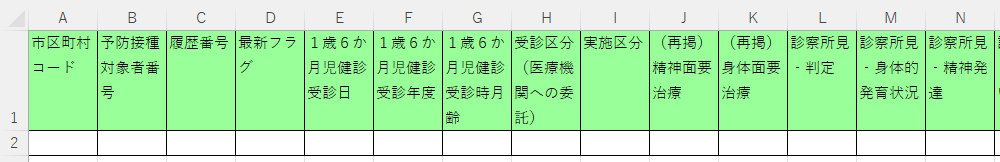 A B C D E F G H I J K L M N
1
市区町村
コード
予防接種
対象者番
号
履歴番号
最新フラ
グ
１歳６か
月児健診
受診日
１歳６か
月児健診
受診年度
１歳６か
月児健診
受診時月
齢
受診区分
（医療機
関への委
託）
実施区分
（再掲）
精神面要
治療
（再掲）
身体面要
治療
診察所見
- 判定
診察所見
- 身体的
発育状況
診察所見
- 精神発
達
2